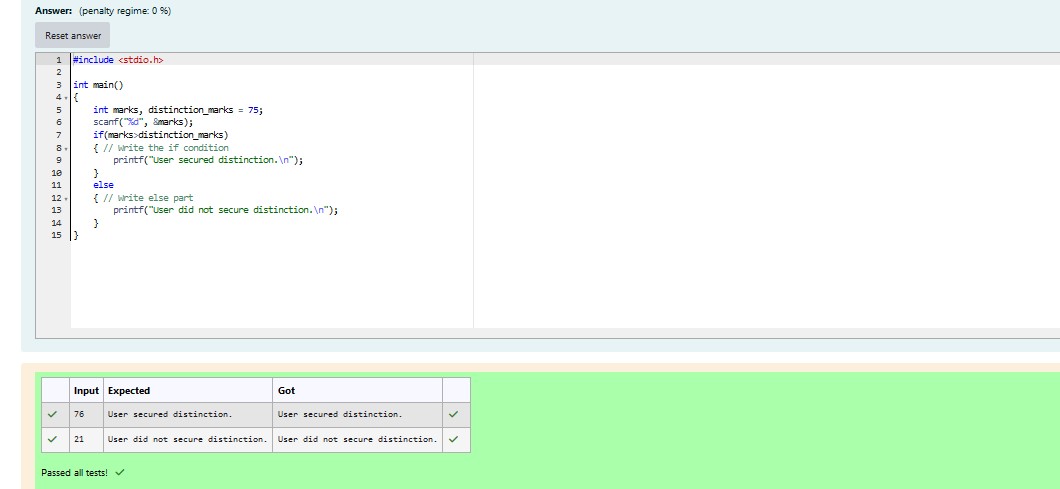 Answer: (penalty regime: 0 %)
Reset answer
1 #include <stdio.h>
2
3 int main()
4 {
5 int marks, distinction_marks = 75;
6 scanf("%d", &marks);
7 if(marks>distinction_marks)
8 { // Write the if condition
9 printf("User secured distinction.\n");
10 }
11 else
12 { // Write else part
13 printf("User did not secure distinction.\n");
14 }
15 }
Input Expected Got
76 User secured distinction. User secured distinction.
21 User did not secure distinction. User did not secure distinction.
Passed all tests!